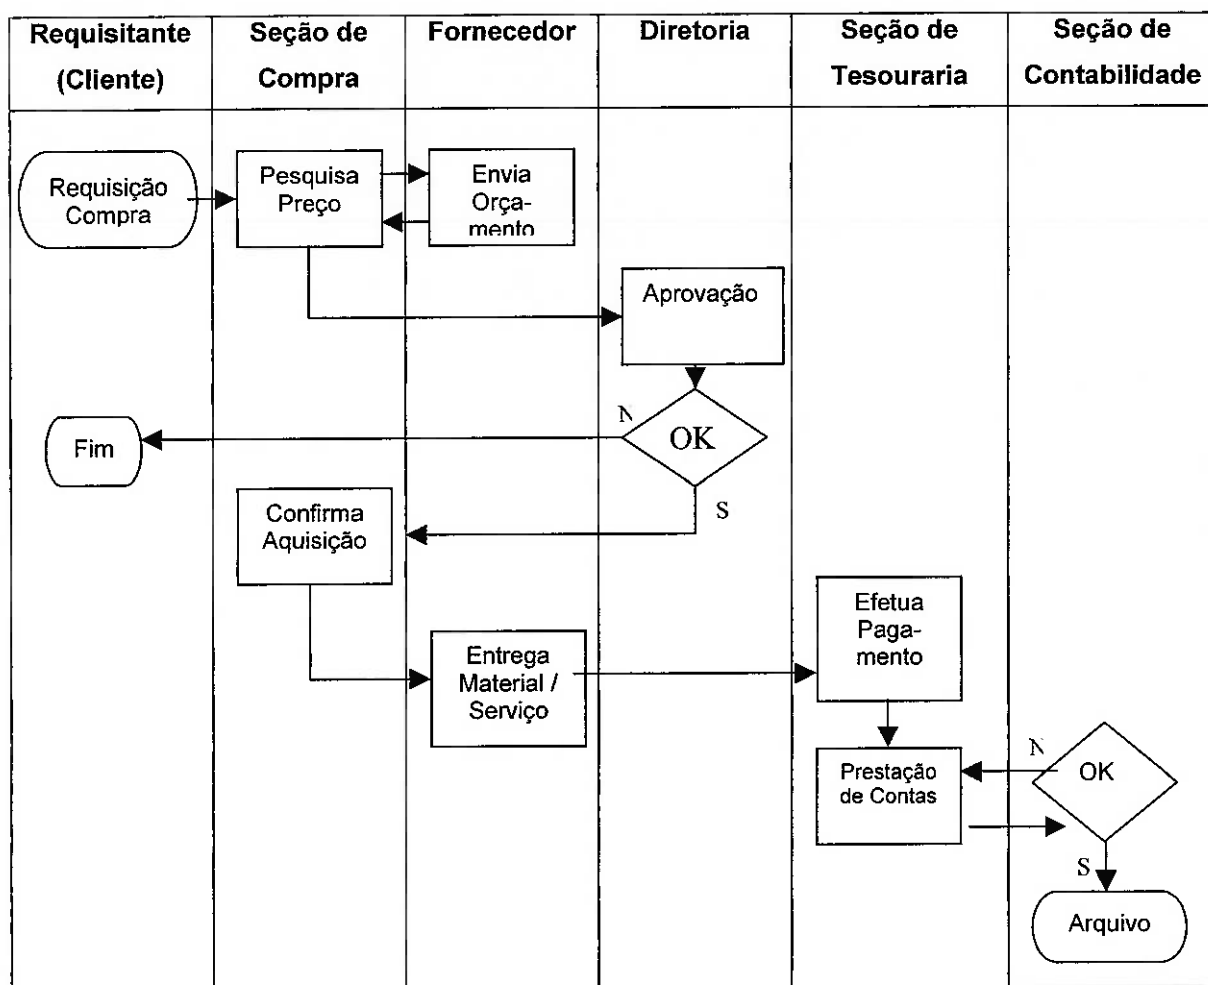 Requisitante
(Cliente)
Seção de
Compra
Fornecedor
Diretoria
Seção de
Tesouraria
Seção de
Contabilidade
Requisição
Compra
Pesquisa
Preço
Envia
Orça-
mento
Aprovação
N
OK
Fim
S
Confirma
Aquisição
Efetua
Paga-
mento
Entrega
Material /
Serviço
Prestação
de Contas
N
OK
S
Arquivo